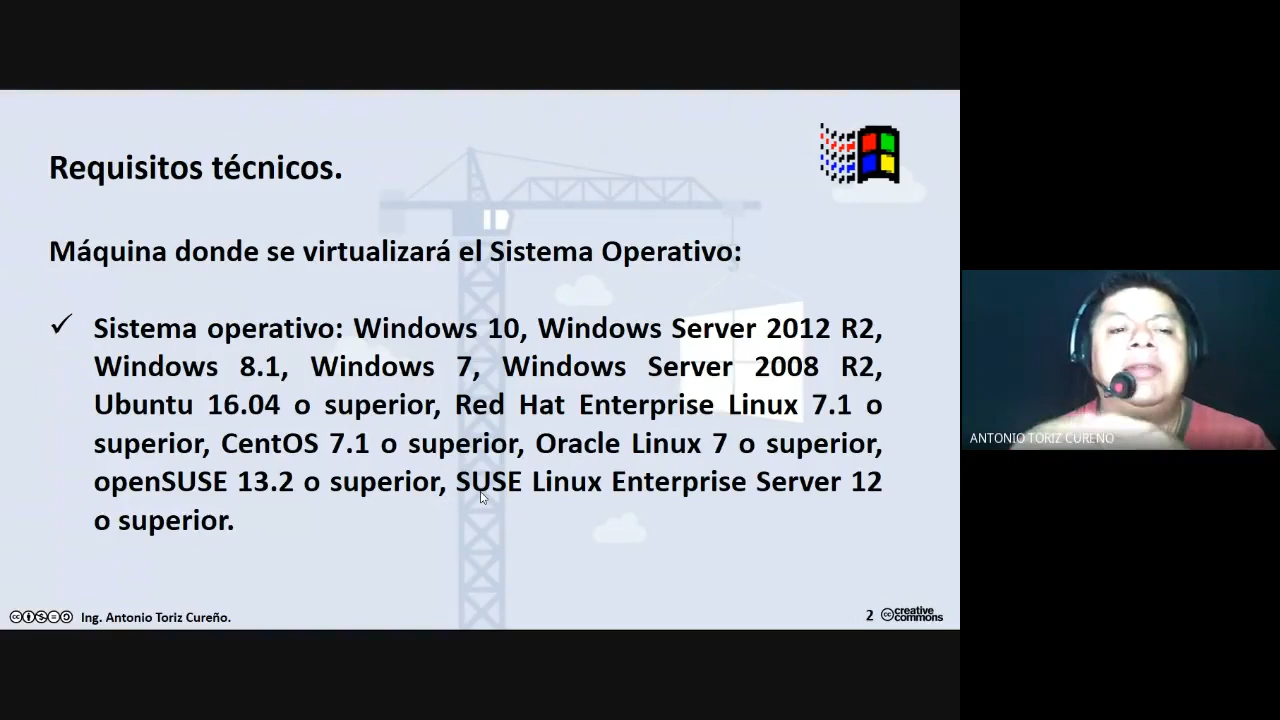 Requisitos técnicos.
Máquina donde se virtualizará el Sistema Operativo:
✓ Sistema operativo: Windows 10, Windows Server 2012 R2,
Windows 8.1, Windows 7, Windows Server 2008 R2,
Ubuntu 16.04 o superior, Red Hat Enterprise Linux 7.1 o
superior, CentOS 7.1 o superior, Oracle Linux 7 o superior,
openSUSE 13.2 o superior, SUSE Linux Enterprise Server 12
o superior.
ANTONIO TORIZ CUREÑO
Ing. Antonio Toriz Cureño.
2
cc creative
commons